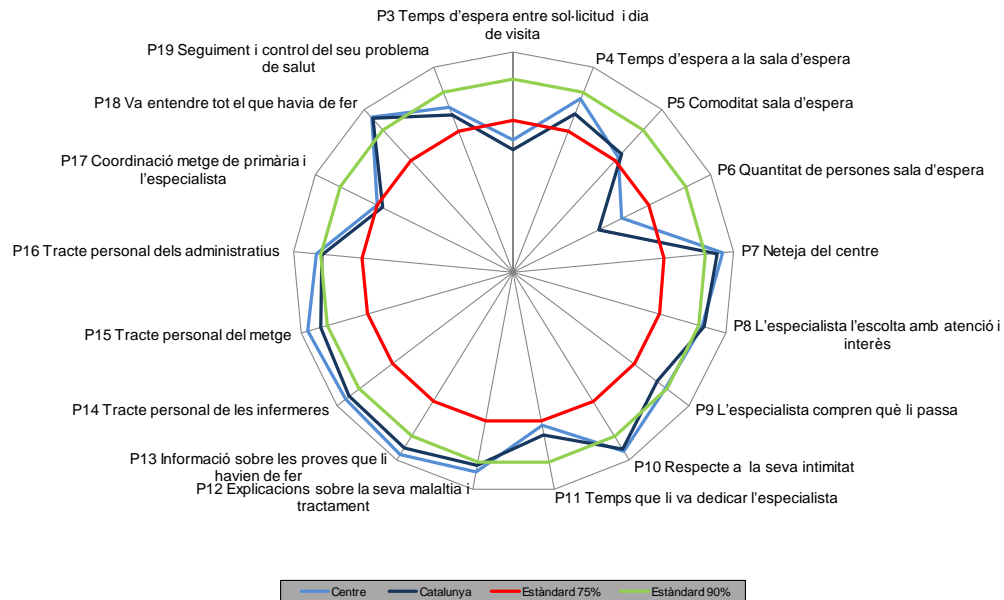 P3 Temps d'espera entre sol·licitud i dia
de visita
P4 Temps d'espera a la sala d'espera
P5 Comoditat sala d'espera
P6 Quantitat de persones sala d'espera
P7 Neteja del centre
P8 L'especialista l'escolta amb atenció i
interès
P9 L'especialista compren què li passa
P10 Respecte a la seva intimitat
P11 Temps que li va dedicar l'especialista
P12 Explicacions sobre la seva malaltia i
tractament
P13 Informació sobre les proves que li
havien de fer
P14 Tracte personal de les infermeres
P15 Tracte personal del metge
P16 Tracte personal dels administratius
P17 Coordinació metge de primària i
l'especialista
P18 Va entendre tot el que havia de fer
P19 Seguiment i control del seu problema
de salut
Centre Catalunya Estàndard 75% Estàndard 90%